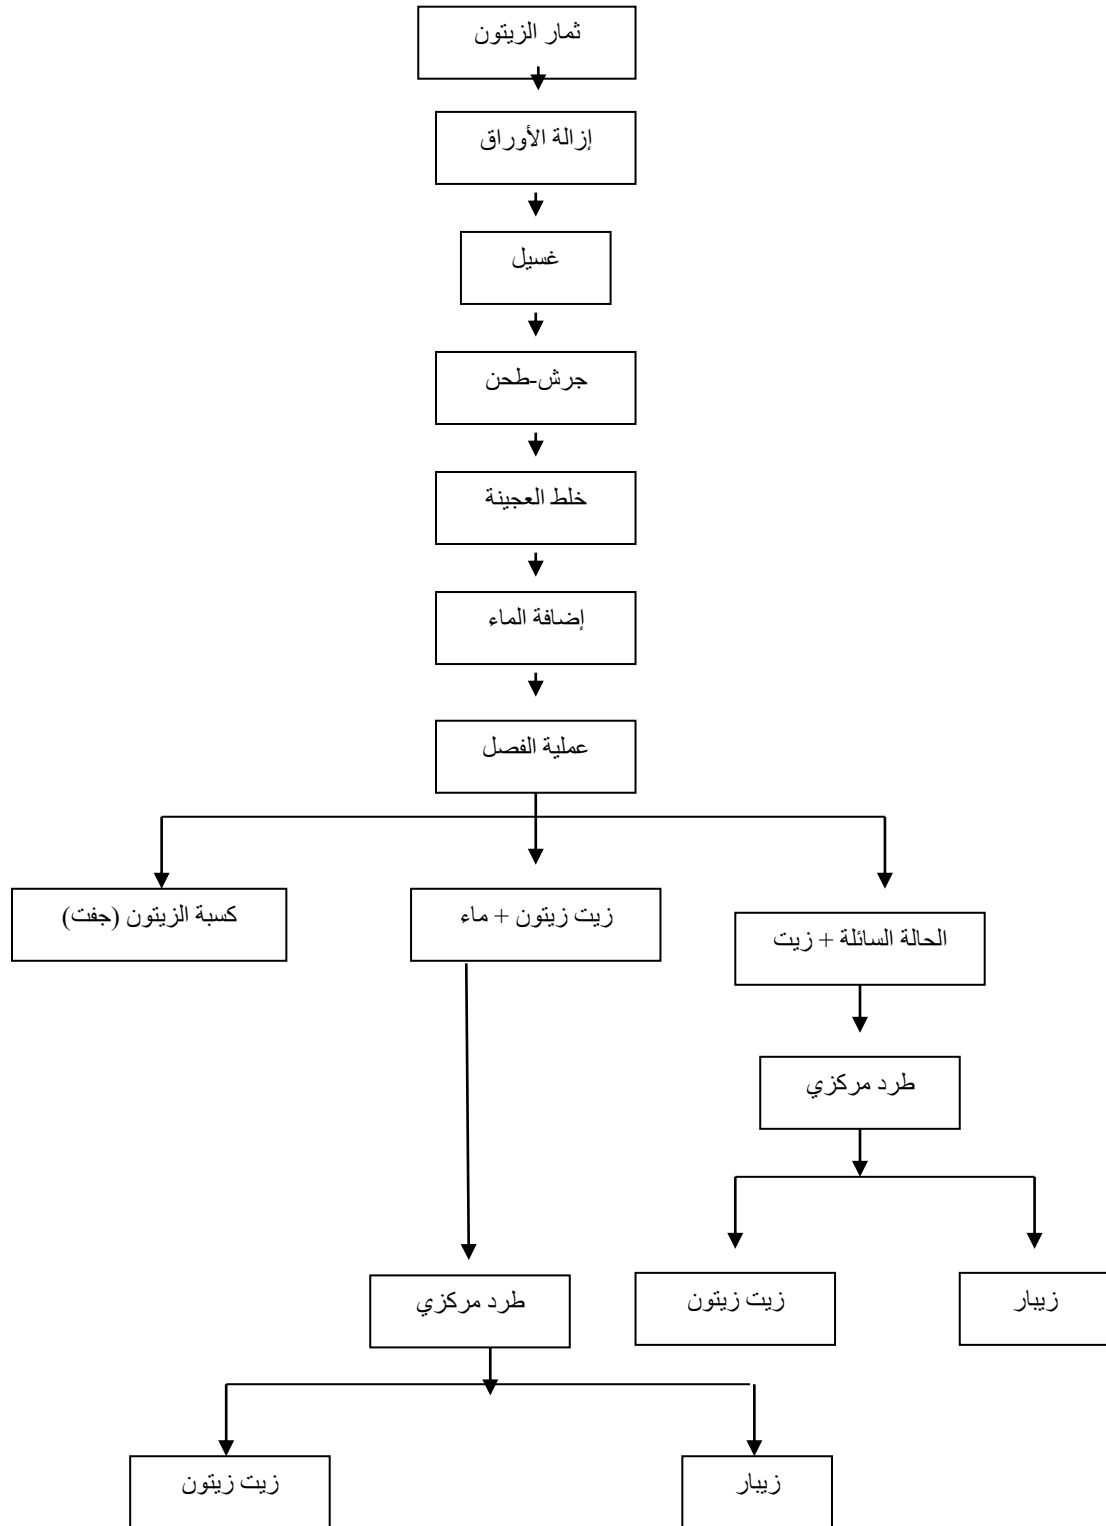 ثمار الزيتون
إزالة الأوراق
غسيل
جرش-طحن
خلط العجينة
إضافة الماء
عملية الفصل
كسبة الزيتون (جفت)
زيت زيتون + ماء
الحالة السائلة + زيت
طرد مركزي
زيت زيتون
زيبار
طرد مركزي
زيت زيتون
زيبار